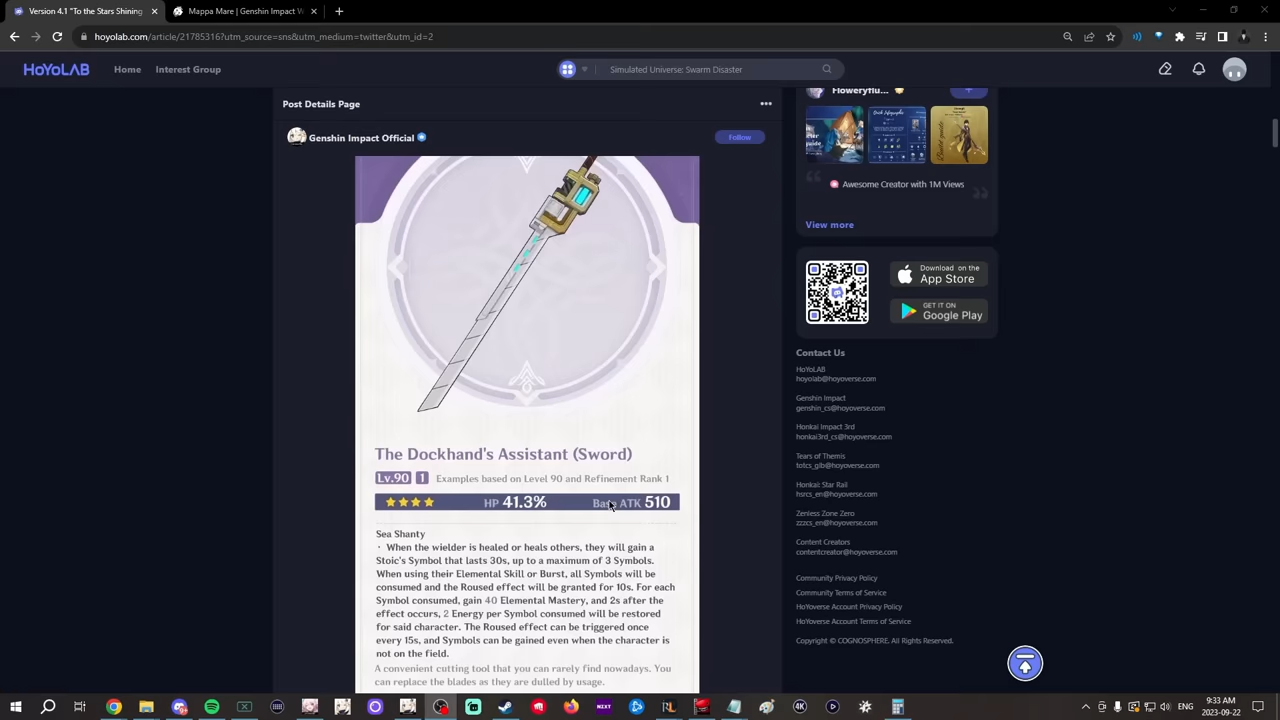 Version 4.1 "To the Stars Shining
Mappa Mare | Genshin Impact W
hoyolab.com/article/21785316?utm_source=sns&utm_medium=twitter&utm_id=2
HoYoLAB
Home
Interest Group
Simulated Universe: Swarm Disaster
Post Details Page
Genshin Impact Official
Follow
The Dockhand's Assistant (Sword)
Lv.90 1 Examples based on Level 90 and Refinement Rank 1
HP 41.3% Base ATK 510
Sea Shanty
· When the wielder is healed or heals others, they will gain a
Stoic's Symbol that lasts 30s, up to a maximum of 3 Symbols.
When using their Elemental Skill or Burst, all Symbols will be
consumed and the Roused effect will be granted for 10s. For each
Symbol consumed, gain 40 Elemental Mastery, and 2s after the
effect occurs, 2 Energy per Symbol consumed will be restored
for said character. The Roused effect can be triggered once
every 15s, and Symbols can be gained even when the character is
not on the field.
A convenient cutting tool that you can rarely find nowadays. You
can replace the blades as they are dulled by usage.
Floweryflu...
Awesome Creator with 1M Views
View more
Download on the
App Store
GET IT ON
Google Play
Contact Us
HoYoLAB
hoyolab@hoyoverse.com
Genshin Impact
genshin_cs@hoyoverse.com
Honkai Impact 3rd
honkai3rd_cs@hoyoverse.com
Tears of Themis
totcs_glb@hoyoverse.com
Honkai: Star Rail
hsrcs_en@hoyoverse.com
Zenless Zone Zero
zzzcs_en@hoyoverse.com
Content Creators
contentcreator@hoyoverse.com
Community Privacy Policy
Community Terms of Service
HoYoverse Account Privacy Policy
HoYoverse Account Terms of Service
Copyright © COGNOSPHERE. All Rights Reserved.
ENG
9:33 AM
2023-09-22